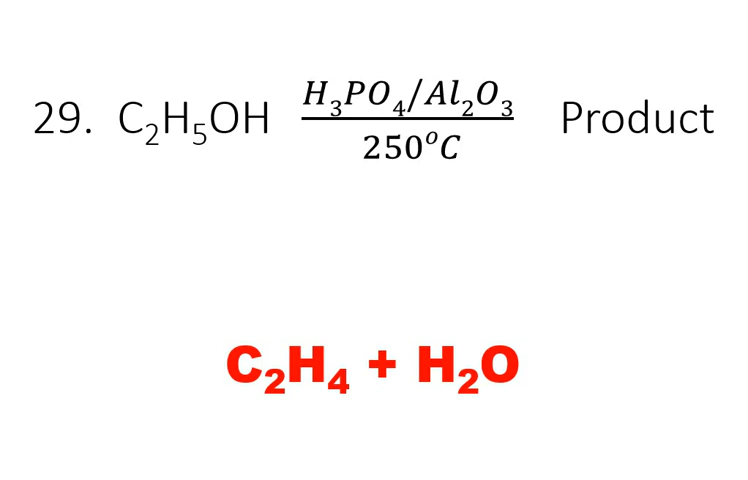 29. C₂H₅OH H₃PO₄/Al₂O₃ Product
250°C
C₂H₄ + H₂O